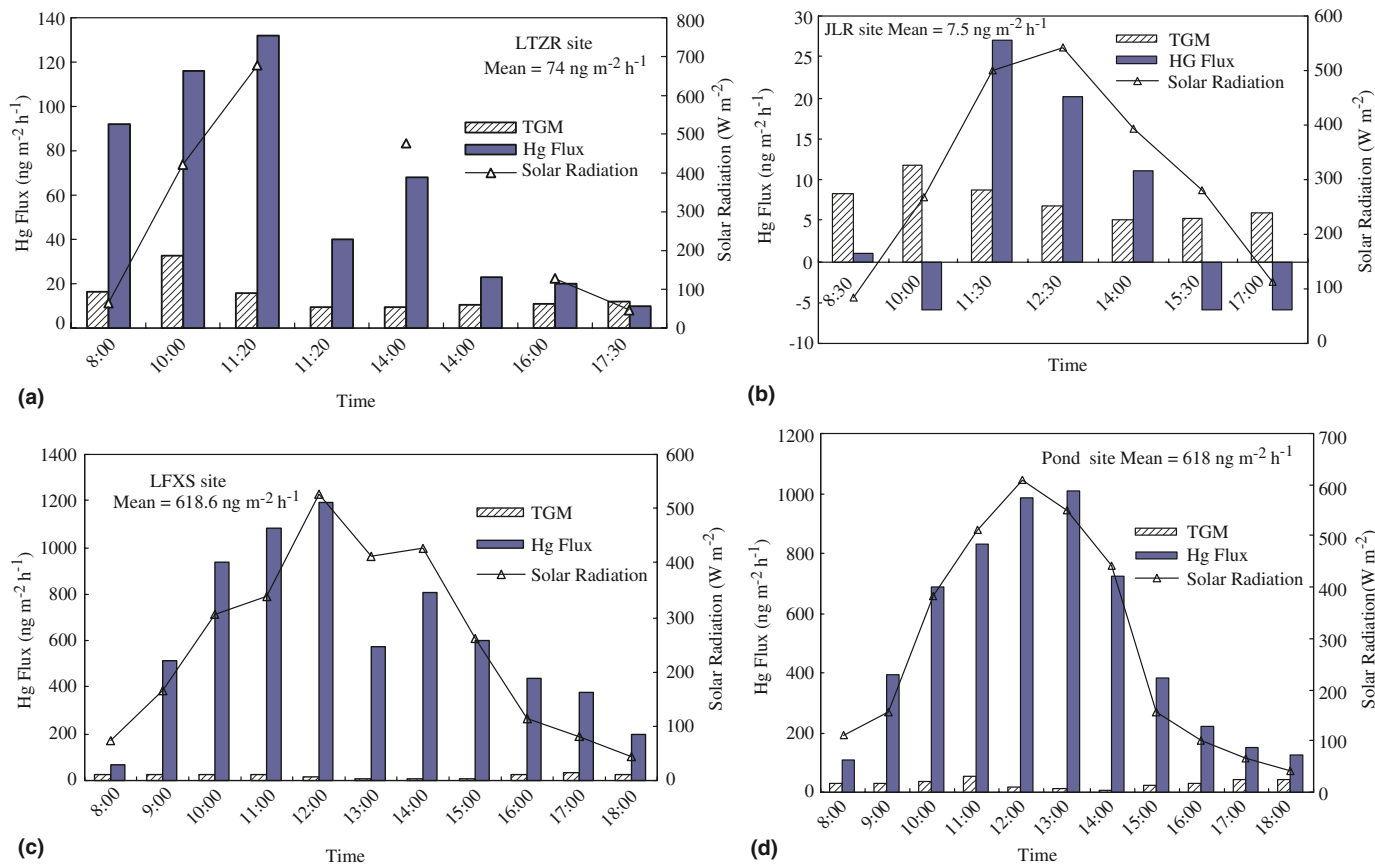 LTZR site
Mean = 74 ng m-2 h-1
TGM
Hg Flux
Solar Radiation
Hg Flux (ng m-2 h-1)
140
120
100
80
60
40
20
0
Solar Radiation (W m-2)
800
700
600
500
400
300
200
100
0
8:00
10:00
11:20
11:20
14:00
14:00
16:00
17:30
Time
(a)
JLR site Mean = 7.5 ng m-2 h-1
TGM
HG Flux
Solar Radiation
Hg Flux (ng m-2 h-1)
30
25
20
15
10
5
0
-5
-10
Solar Radiation (W m-2)
600
500
400
300
200
100
0
8:30
10:00
11:30
12:30
14:00
15:30
17:00
Time
(b)
LFXS site
Mean = 618.6 ng m-2 h-1
TGM
Hg Flux
Solar Radiation
Hg Flux (ng m-2 h-1)
1400
1200
1000
800
600
400
200
0
Solar Radiation (W m-2)
600
500
400
300
200
100
0
8:00
9:00
10:00
11:00
12:00
13:00
14:00
15:00
16:00
17:00
18:00
Time
(c)
Pond site Mean = 618 ng m-2 h-1
TGM
Hg Flux
Solar Radiation
Hg Flux (ng m-2 h-1)
1200
1000
800
600
400
200
0
Solar Radiation(W m-2)
700
600
500
400
300
200
100
0
8:00
9:00
10:00
11:00
12:00
13:00
14:00
15:00
16:00
17:00
18:00
Time
(d)